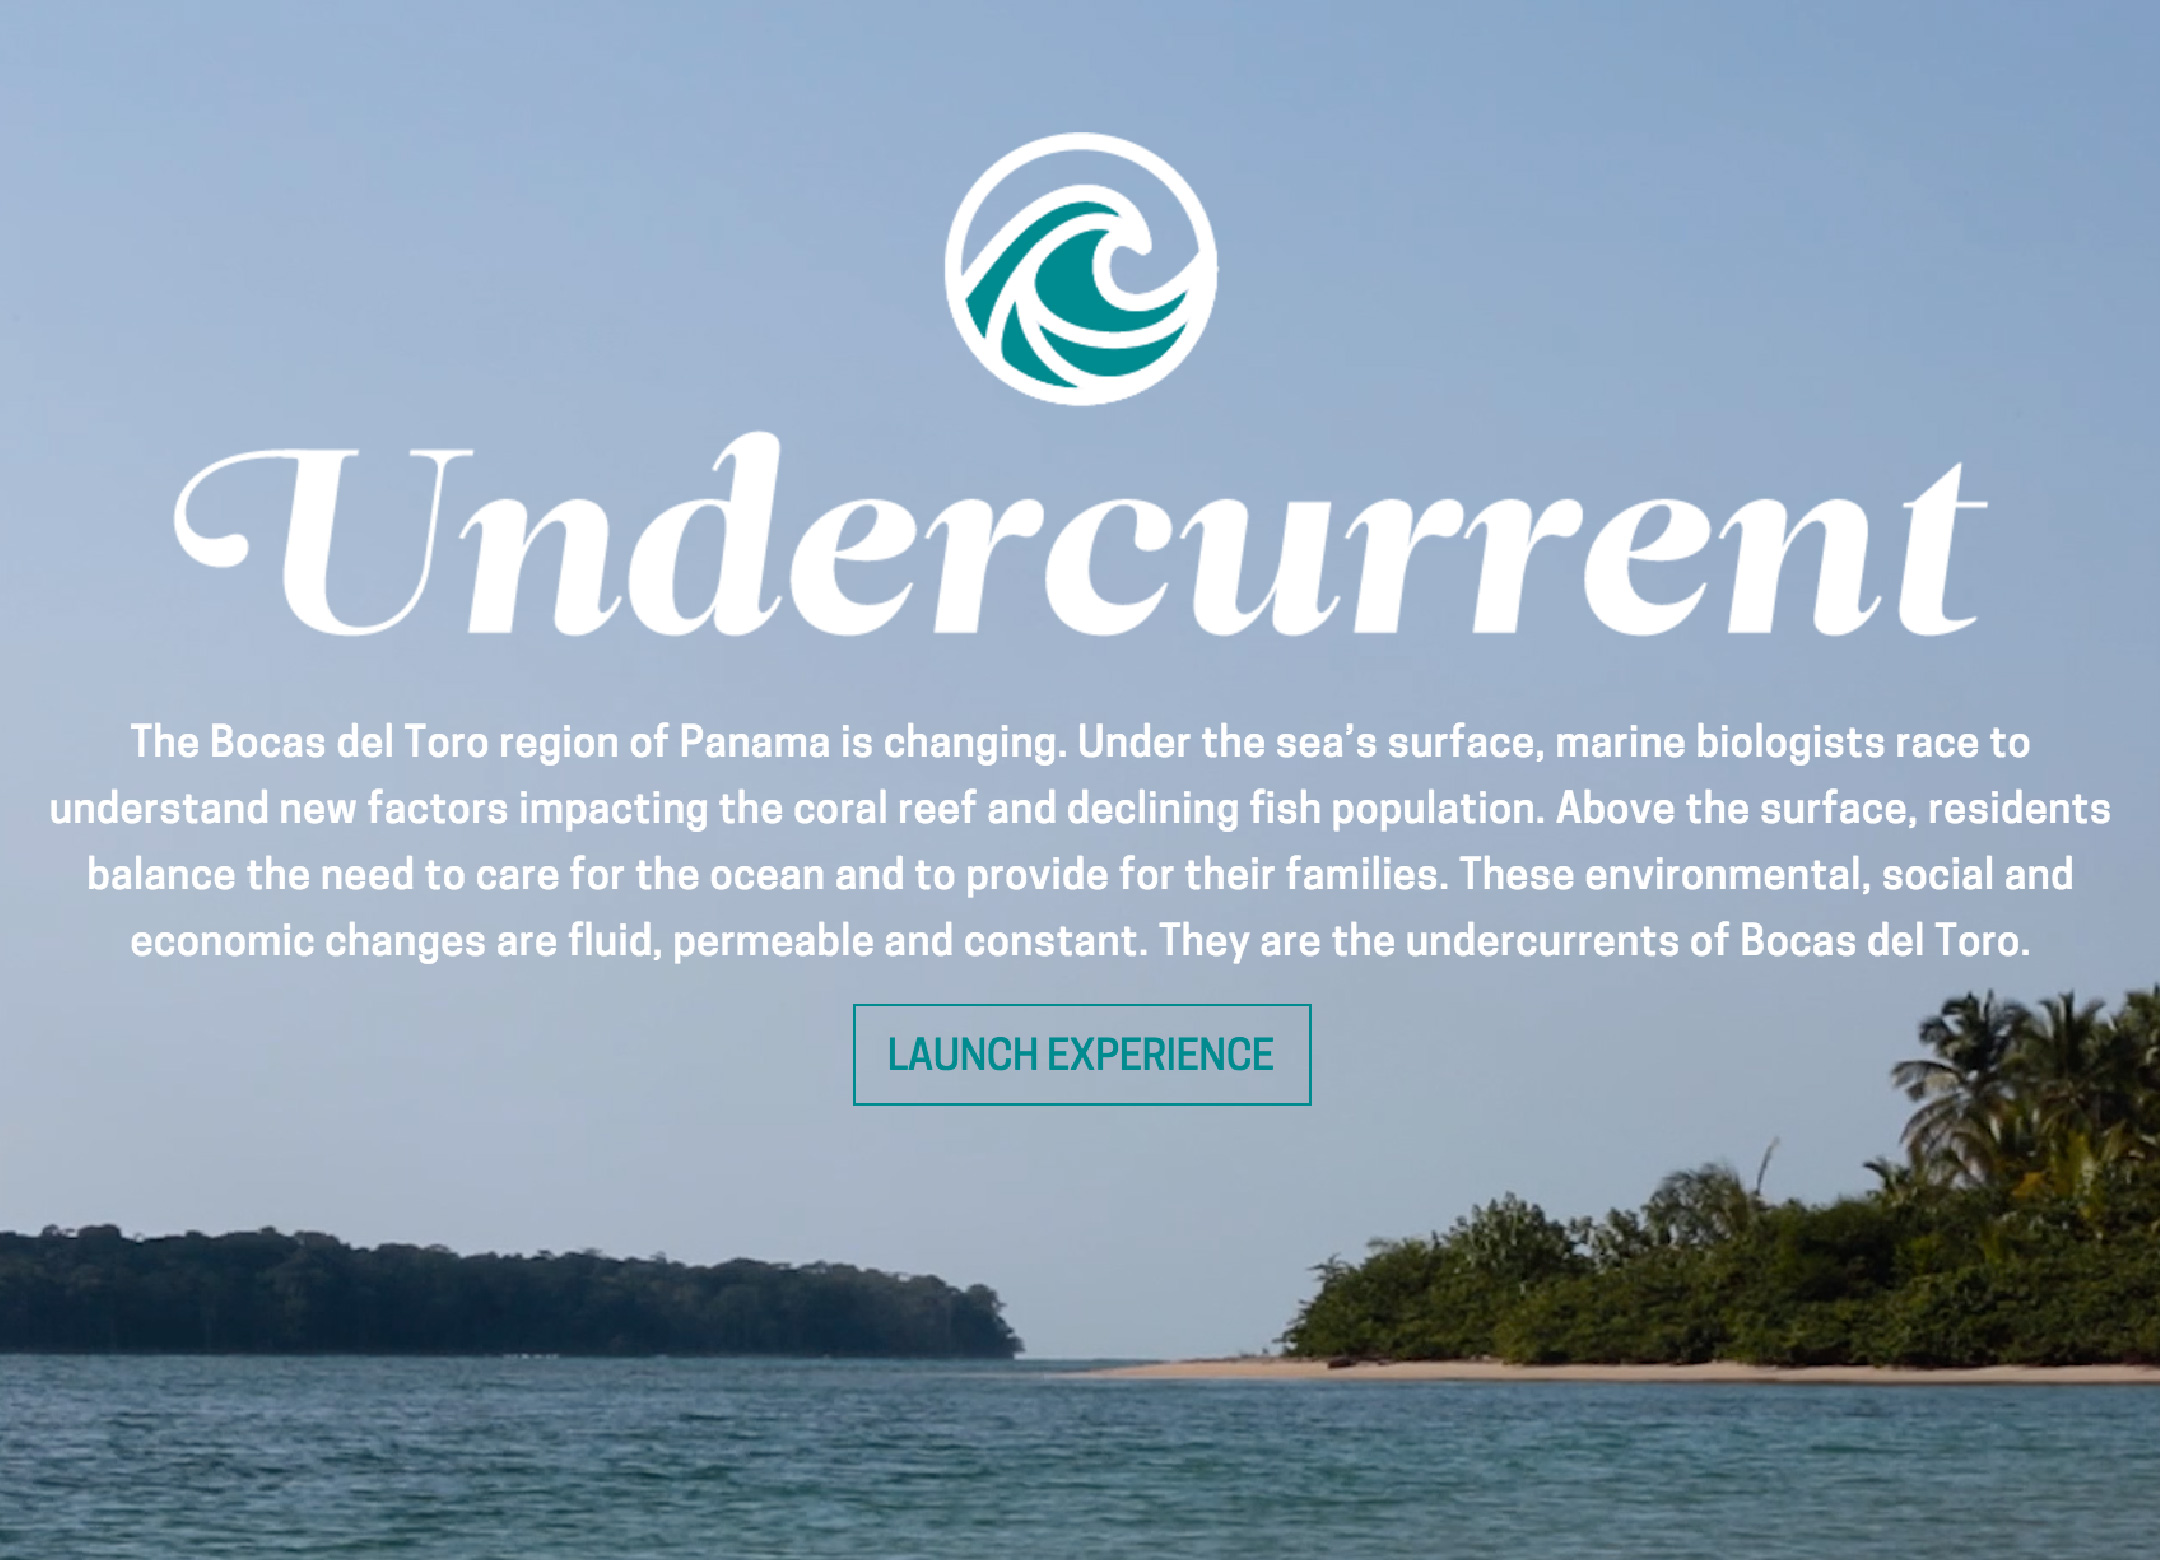 Undercurrent
The Bocas del Toro region of Panama is changing. Under the sea’s surface, marine biologists race to
understand new factors impacting the coral reef and declining fish population. Above the surface, residents
balance the need to care for the ocean and to provide for their families. These environmental, social and
economic changes are fluid, permeable and constant. They are the undercurrents of Bocas del Toro.
LAUNCH EXPERIENCE